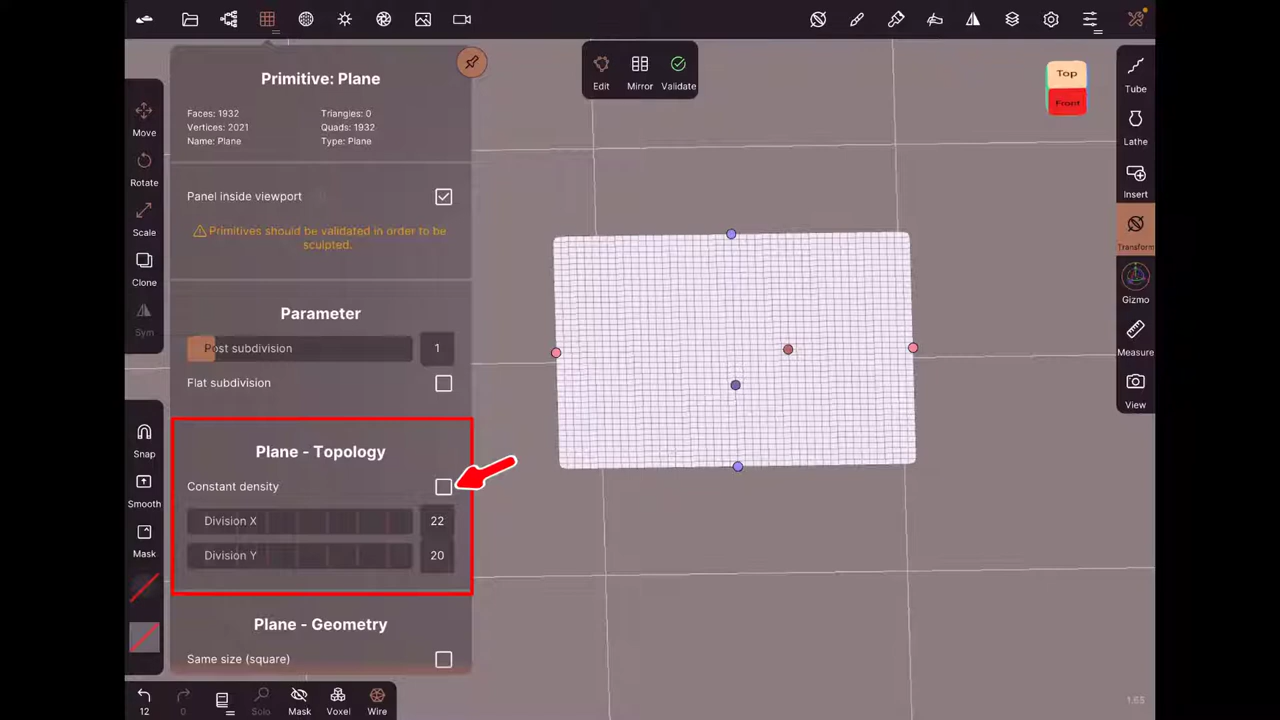 Primitive: Plane
Faces: 1932 Triangles: 0
Vertices: 2021 Quads: 1932
Name: Plane Type: Plane
Panel inside viewport
Primitives should be validated in order to be
sculpted.
Parameter
Post subdivision 1
Flat subdivision
Plane - Topology
Constant density
Division X 22
Division Y 20
Plane - Geometry
Same size (square)
Move
Rotate
Scale
Clone
Sym
Snap
Smooth
Mask
Edit Mirror Validate
Top
Front
Tube
Lathe
Insert
Transform
Gizmo
Measure
View
12 0 Solo Mask Voxel Wire
1.65